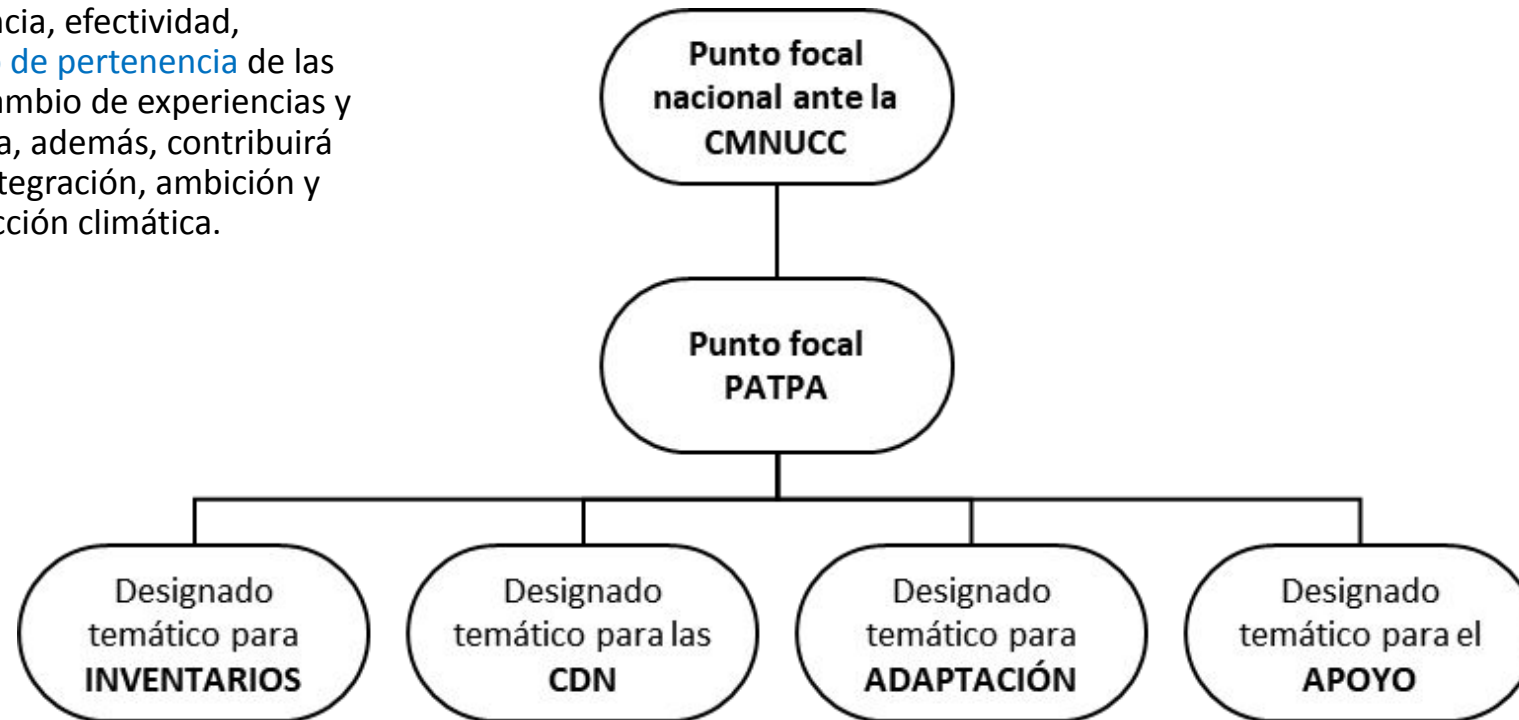 cia, efectividad,
de pertenencia de las
ambio de experiencias y
a, además, contribuirá
tegración, ambición y
cción climática.
Punto focal
nacional ante la
CMNUCC
Punto focal
PATPA
Designado
temático para
INVENTARIOS
Designado
temático para las
CDN
Designado
temático para
ADAPTACIÓN
Designado
temático para el
APOYO